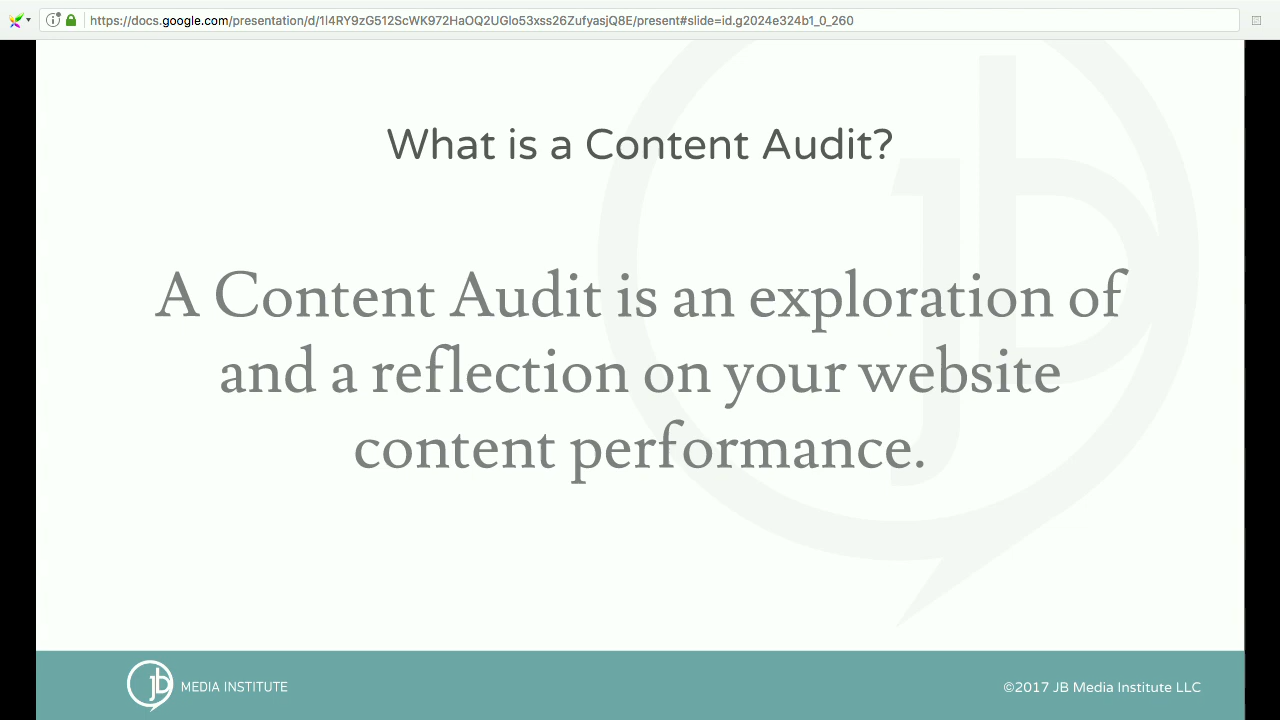 https://docs.google.com/presentation/d/1l4RY9zG512ScWK972HaOQ2UGlo53xss26ZufyasjQ8E/present#slide=id.g2024e324b1_0_260
What is a Content Audit?
A Content Audit is an exploration of
and a reflection on your website
content performance.
jb MEDIA INSTITUTE
©2017 JB Media Institute LLC